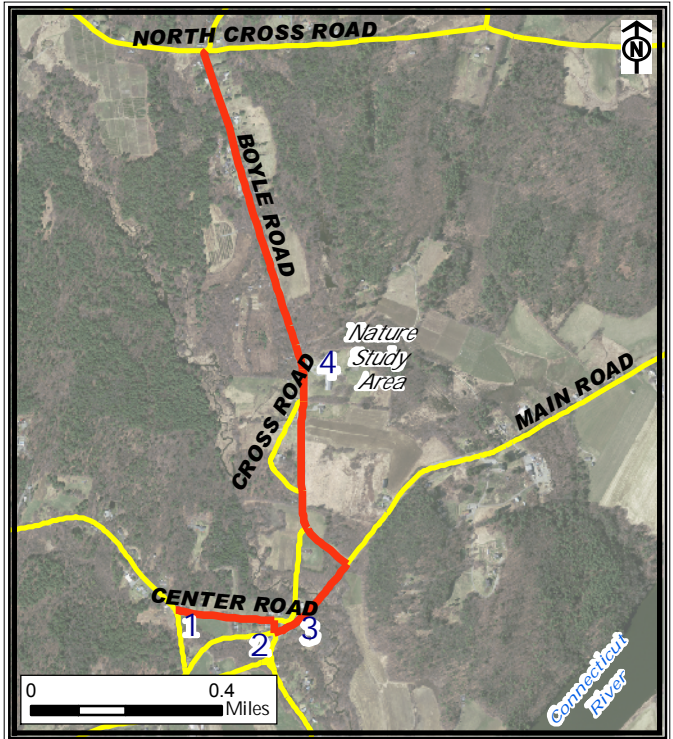 NORTH CROSS ROAD
N
BOYLE ROAD
4
Nature
Study
Area
CROSS ROAD
MAIN ROAD
CENTER ROAD
1
2
3
0 0.4
Miles
Connecticut
River